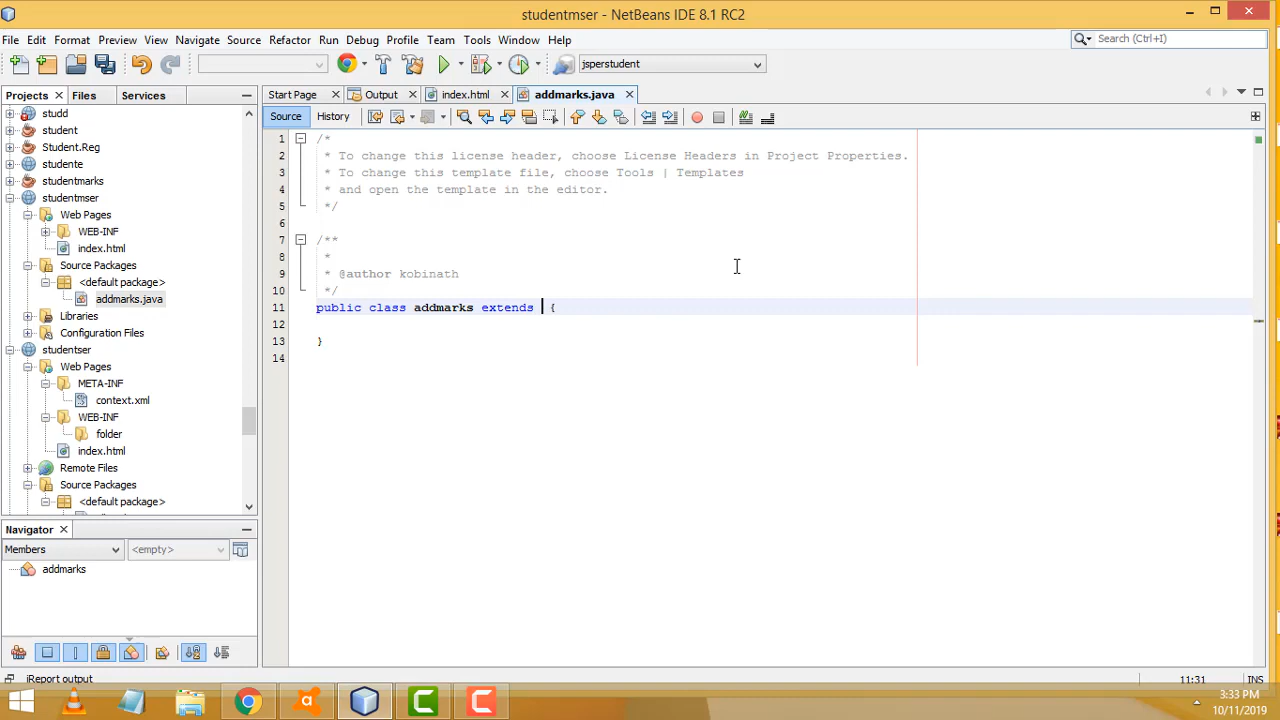 studentmser - NetBeans IDE 8.1 RC2
File Edit Format Preview View Navigate Source Refactor Run Debug Profile Team Tools Window Help
Search (Ctrl+I)
jsperstudent
Projects Files Services
Start Page Output index.html addmarks.java
Source History
studd
student
Student.Reg
studente
studentmarks
studentmser
Web Pages
WEB-INF
index.html
Source Packages
<default package>
addmarks.java
Libraries
Configuration Files
studentser
Web Pages
META-INF
context.xml
WEB-INF
folder
index.html
Remote Files
Source Packages
<default package>
1 /*
2 * To change this license header, choose License Headers in Project Properties.
3 * To change this template file, choose Tools | Templates
4 * and open the template in the editor.
5 */
6
7 /**
8 *
9 * @author kobinath
10 */
11 public class addmarks extends {
12
13 }
14
Navigator
Members <empty>
addmarks
iReport output
11:31 INS
3:33 PM
10/11/2019